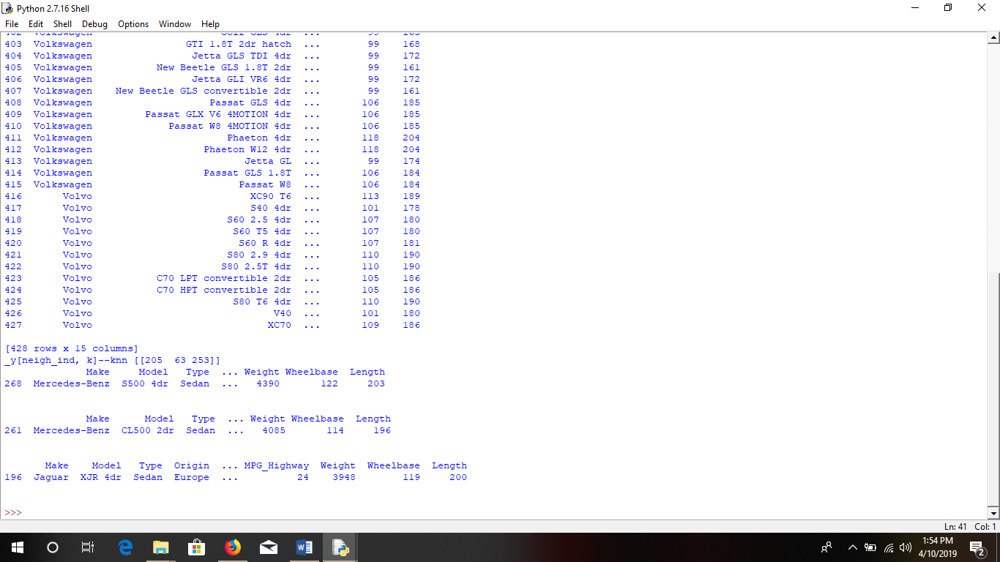 Python 2.7.16 Shell
File Edit Shell Debug Options Window Help
402 Volkswagen Golf GLS 4dr ... 99 165
403 Volkswagen GTI 1.8T 2dr hatch ... 99 168
404 Volkswagen Jetta GLS TDI 4dr ... 99 172
405 Volkswagen New Beetle GLS 1.8T 2dr ... 99 161
406 Volkswagen Jetta GLI VR6 4dr ... 99 172
407 Volkswagen New Beetle GLS convertible 2dr ... 99 161
408 Volkswagen Passat GLS 4dr ... 106 185
409 Volkswagen Passat GLX V6 4MOTION 4dr ... 106 185
410 Volkswagen Passat W8 4MOTION 4dr ... 106 185
411 Volkswagen Phaeton 4dr ... 118 204
412 Volkswagen Phaeton W12 4dr ... 118 204
413 Volkswagen Jetta GL ... 99 174
414 Volkswagen Passat GLS 1.8T ... 106 184
415 Volkswagen Passat W8 ... 106 184
416 Volvo XC90 T6 ... 113 189
417 Volvo S40 4dr ... 101 178
418 Volvo S60 2.5 4dr ... 107 180
419 Volvo S60 T5 4dr ... 107 180
420 Volvo S60 R 4dr ... 107 181
421 Volvo S80 2.9 4dr ... 110 190
422 Volvo S80 2.5T 4dr ... 110 190
423 Volvo C70 LPT convertible 2dr ... 105 186
424 Volvo C70 HPT convertible 2dr ... 105 186
425 Volvo S80 T6 4dr ... 110 190
426 Volvo V40 ... 101 180
427 Volvo XC70 ... 109 186
[428 rows x 15 columns]
_y[neigh_ind, k]--knn [[205 63 253]]
Make Model Type ... Weight Wheelbase Length
268 Mercedes-Benz S500 4dr Sedan ... 4390 122 203
Make Model Type ... Weight Wheelbase Length
261 Mercedes-Benz CL500 2dr Sedan ... 4085 114 196
Make Model Type Origin ... MPG_Highway Weight Wheelbase Length
196 Jaguar XJR 4dr Sedan Europe ... 24 3948 119 200
>>>
Ln: 41 Col: 1
1:54 PM
4/10/2019
2